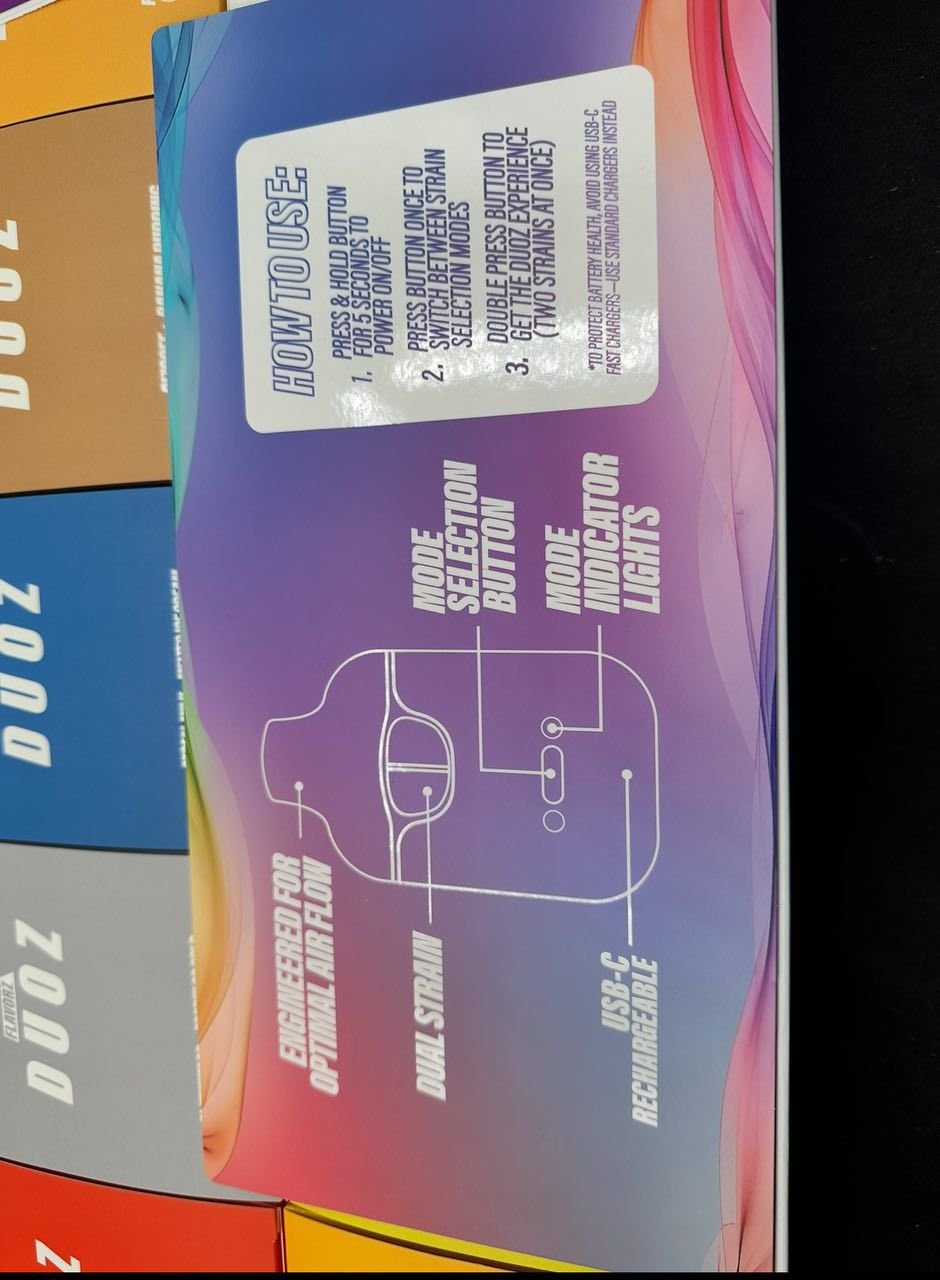 HOW TO USE:
1. PRESS & HOLD BUTTON
FOR 5 SECONDS TO
POWER ON/OFF
2. PRESS BUTTON ONCE TO
SWITCH BETWEEN STRAIN
SELECTION MODES
3. DOUBLE PRESS BUTTON TO
GET THE DUOZ EXPERIENCE
(TWO STRAINS AT ONCE)
*TO PROTECT BATTERY HEALTH, AVOID USING USB-C
FAST CHARGERS—USE STANDARD CHARGERS INSTEAD
MODE
SELECTION
BUTTON
MODE
INDICATOR
LIGHTS
ENGINEERED FOR
OPTIMAL AIR FLOW
DUAL STRAIN
USB-C
RECHARGEABLE
DUOZ
DUOZ
FLAVORZ
DUOZ
Z